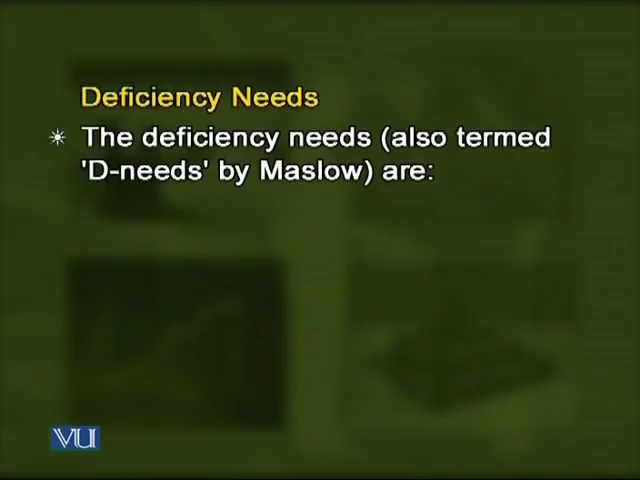 Deficiency Needs
✴ The deficiency needs (also termed
'D-needs' by Maslow) are:
VU